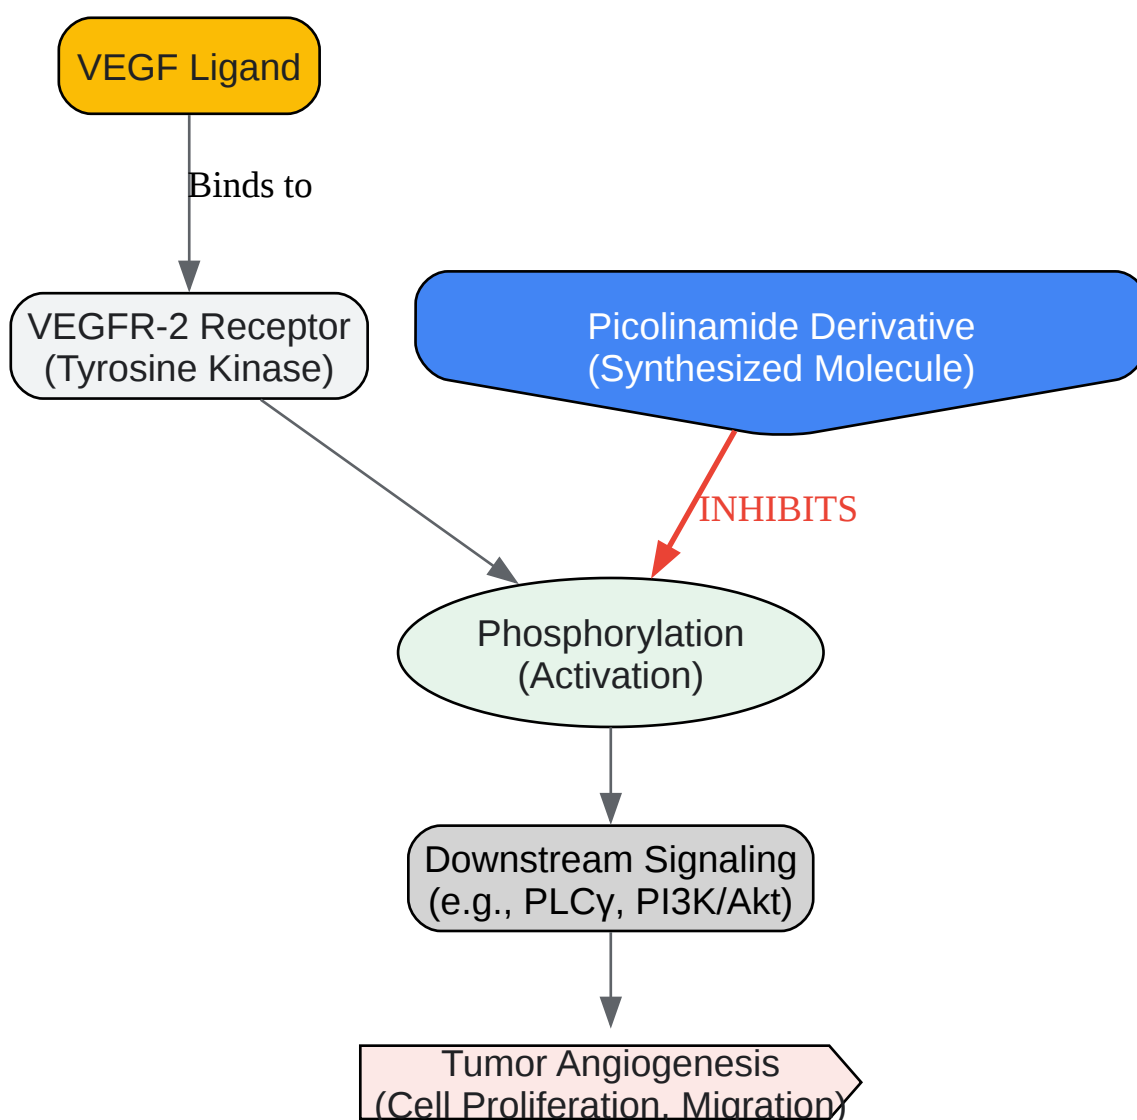 VEGF Ligand
Binds to
VEGFR-2 Receptor
(Tyrosine Kinase)
Picolinamide Derivative
(Synthesized Molecule)
INHIBITS
Phosphorylation
(Activation)
Downstream Signaling
(e.g., PLCγ, PI3K/Akt)
Tumor Angiogenesis
(Cell Proliferation, Migration)